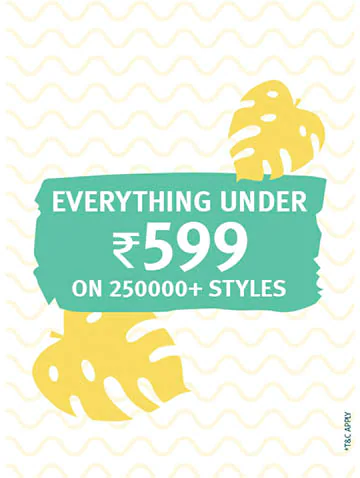 EVERYTHING UNDER
₹599
ON 250000+ STYLES
*T&C APPLY